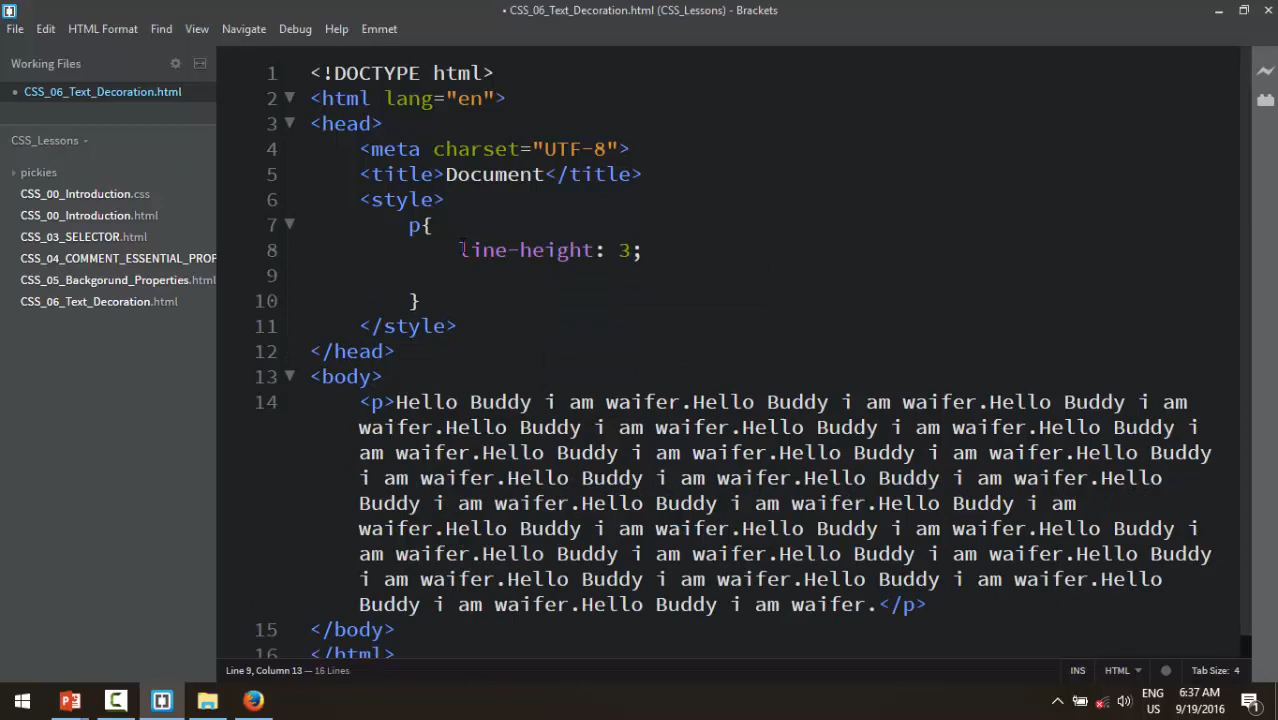 • CSS_06_Text_Decoration.html (CSS_Lessons) - Brackets
File Edit HTML Format Find View Navigate Debug Help Emmet
Working Files
• CSS_06_Text_Decoration.html
CSS_Lessons
pickies
CSS_00_Introduction.css
CSS_00_Introduction.html
CSS_03_SELECTOR.html
CSS_04_COMMENT_ESSENTIAL_PROF
CSS_05_Backgorund_Properties.html
CSS_06_Text_Decoration.html
1 <!DOCTYPE html>
2 <html lang="en">
3 <head>
4 <meta charset="UTF-8">
5 <title>Document</title>
6 <style>
7 p{
8 line-height: 3;
9
10 }
11 </style>
12 </head>
13 <body>
14 <p>Hello Buddy i am waifer.Hello Buddy i am waifer.Hello Buddy i am
waifer.Hello Buddy i am waifer.Hello Buddy i am waifer.Hello Buddy i
am waifer.Hello Buddy i am waifer.Hello Buddy i am waifer.Hello Buddy
i am waifer.Hello Buddy i am waifer.Hello Buddy i am waifer.Hello
Buddy i am waifer.Hello Buddy i am waifer.Hello Buddy i am
waifer.Hello Buddy i am waifer.Hello Buddy i am waifer.Hello Buddy i
am waifer.Hello Buddy i am waifer.Hello Buddy i am waifer.Hello Buddy
i am waifer.Hello Buddy i am waifer.Hello Buddy i am waifer.Hello
Buddy i am waifer.Hello Buddy i am waifer.</p>
15 </body>
16 </html>
Line 9, Column 13 — 16 Lines INS HTML Tab Size: 4
ENG 6:37 AM
US 9/19/2016
1